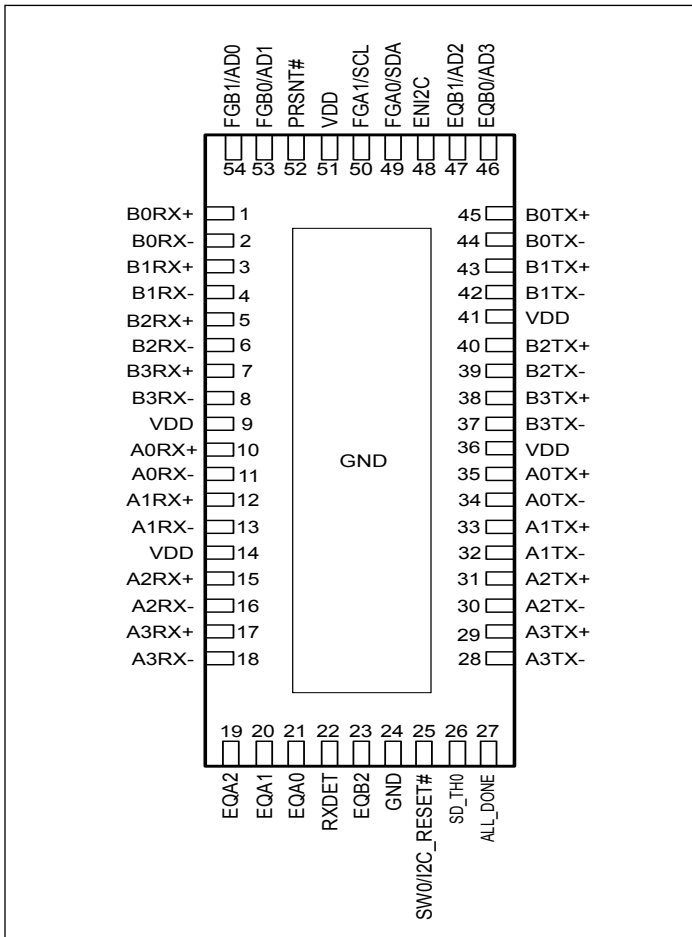 FGB1/AD0
FGB0/AD1
PRSNT#
VDD
FGA1/SCL
FGA0/SDA
ENI2C
EQB1/AD2
EQB0/AD3
54 53 52 51 50 49 48 47 46
B0RX+ 1 45 B0TX+
B0RX- 2 44 B0TX-
B1RX+ 3 43 B1TX+
B1RX- 4 42 B1TX-
B2RX+ 5 41 VDD
B2RX- 6 40 B2TX+
B3RX+ 7 39 B2TX-
B3RX- 8 38 B3TX+
VDD 9 37 B3TX-
A0RX+ 10 36 VDD
GND
A0RX- 11 35 A0TX+
A1RX+ 12 34 A0TX-
A1RX- 13 33 A1TX+
VDD 14 32 A1TX-
A2RX+ 15 31 A2TX+
A2RX- 16 30 A2TX-
A3RX+ 17 29 A3TX+
A3RX- 18 28 A3TX-
19 20 21 22 23 24 25 26 27
EQA2
EQA1
EQA0
RXDET
EQB2
GND
SW0/I2C_RESET#
SD_TH0
ALL_DONE